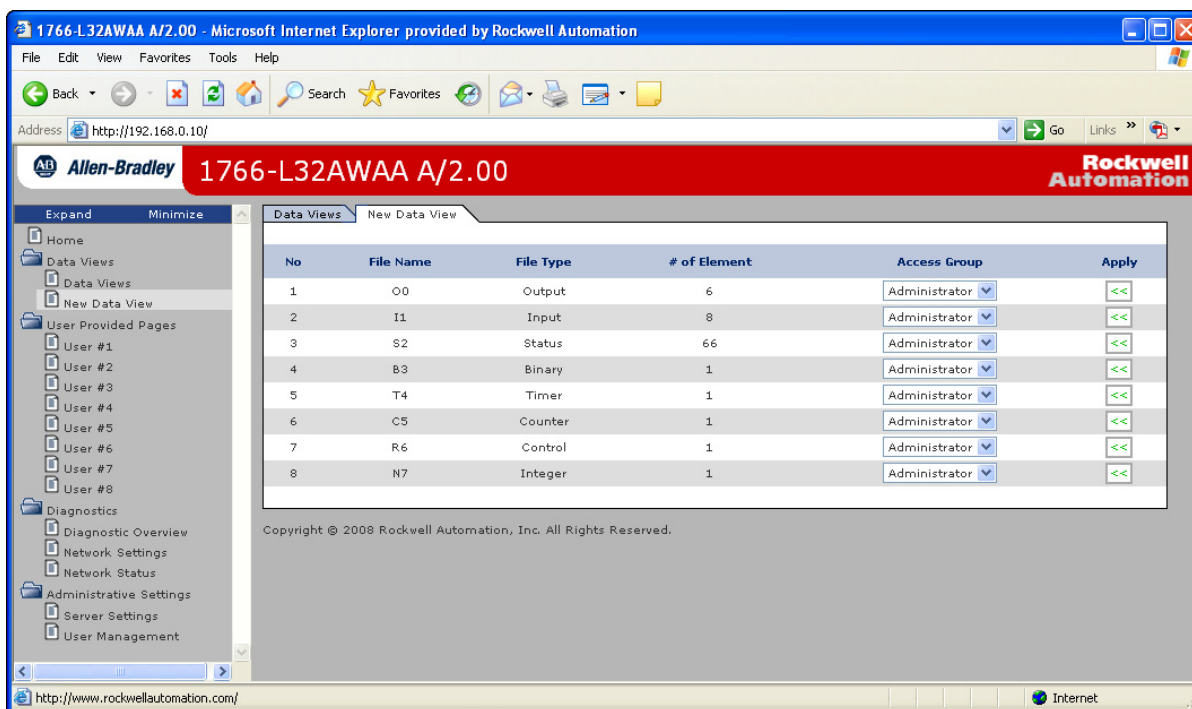 1766-L32AWAA A/2.00 - Microsoft Internet Explorer provided by Rockwell Automation
File Edit View Favorites Tools Help
Back Search Favorites
Address http://192.168.0.10/ Go Links »
AB Allen-Bradley 1766-L32AWAA A/2.00 Rockwell Automation
Expand Minimize
Home
Data Views
Data Views
New Data View
User Provided Pages
User #1
User #2
User #3
User #4
User #5
User #6
User #7
User #8
Diagnostics
Diagnostic Overview
Network Settings
Network Status
Administrative Settings
Server Settings
User Management
Data Views New Data View
No File Name File Type # of Element Access Group Apply
1 O0 Output 6 Administrator <<
2 I1 Input 8 Administrator <<
3 S2 Status 66 Administrator <<
4 B3 Binary 1 Administrator <<
5 T4 Timer 1 Administrator <<
6 C5 Counter 1 Administrator <<
7 R6 Control 1 Administrator <<
8 N7 Integer 1 Administrator <<
Copyright © 2008 Rockwell Automation, Inc. All Rights Reserved.
http://www.rockwellautomation.com/ Internet